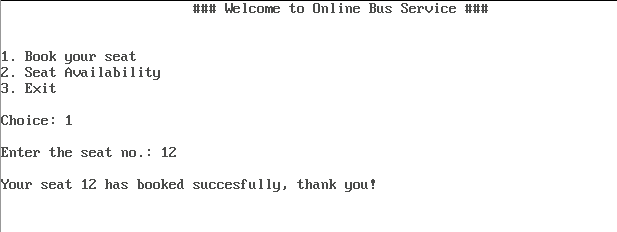 ### Welcome to Online Bus Service ###
1. Book your seat
2. Seat Availability
3. Exit
Choice: 1
Enter the seat no.: 12
Your seat 12 has booked succesfully, thank you!